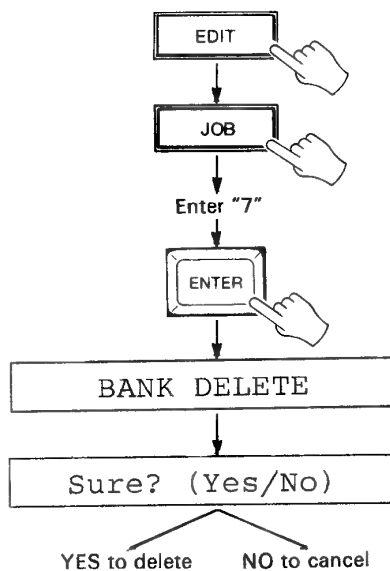 EDIT
JOB
Enter "7"
ENTER
BANK DELETE
Sure? (Yes/No)
YES to delete NO to cancel